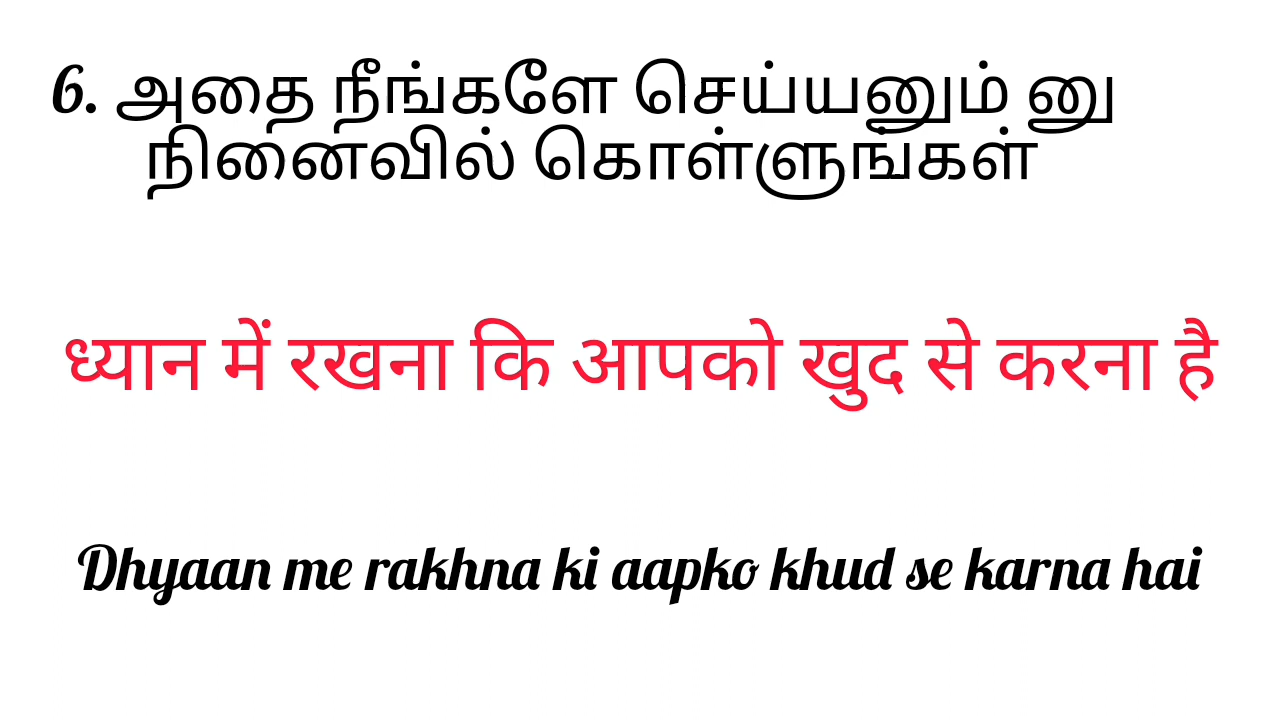 6. அதை நீங்களே செய்யனும் னு
நினைவில் கொள்ளுங்கள்
ध्यान में रखना कि आपको खुद से करना है
Dhyaan me rakhna ki aapko khud se karna hai